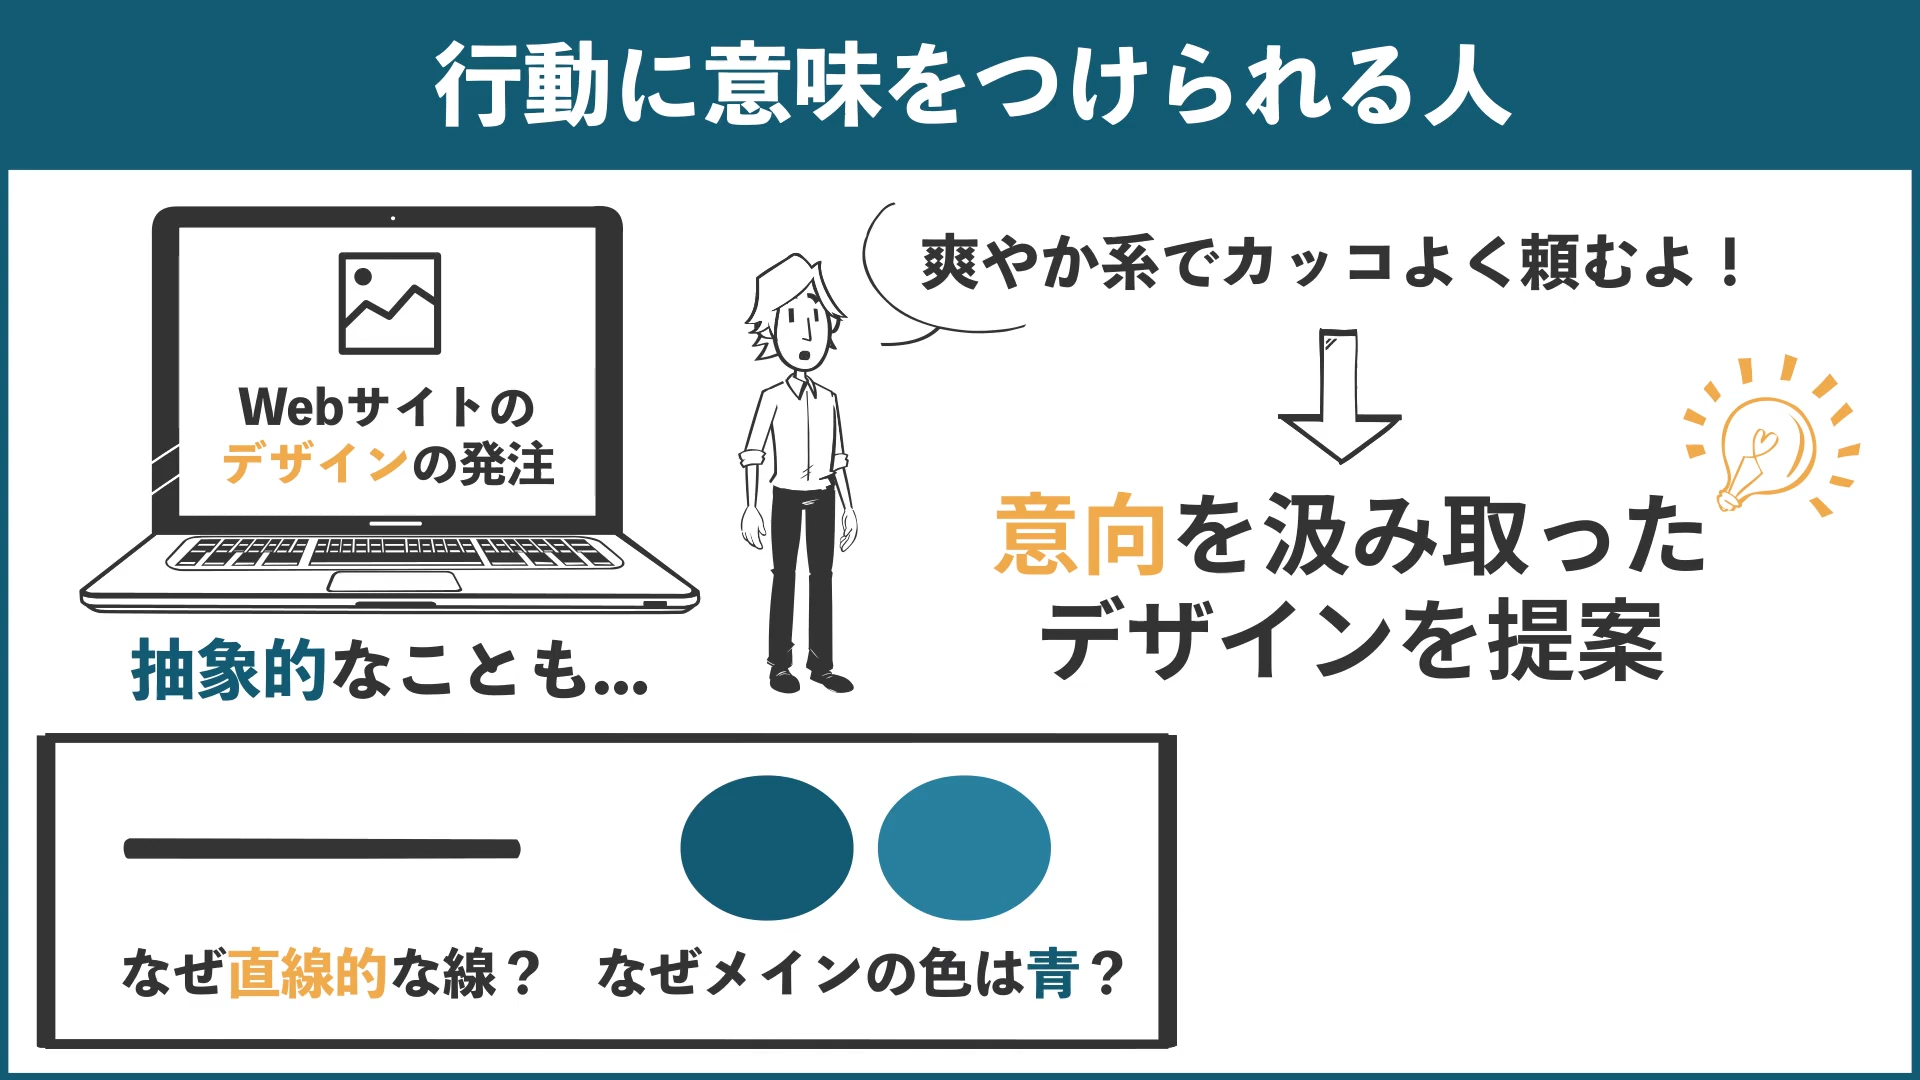 行動に意味をつけられる人
Webサイトの
デザインの発注
爽やか系でカッコよく頼むよ！
意向を汲み取った
デザインを提案
抽象的なことも...
なぜ直線的な線？
なぜメインの色は青？